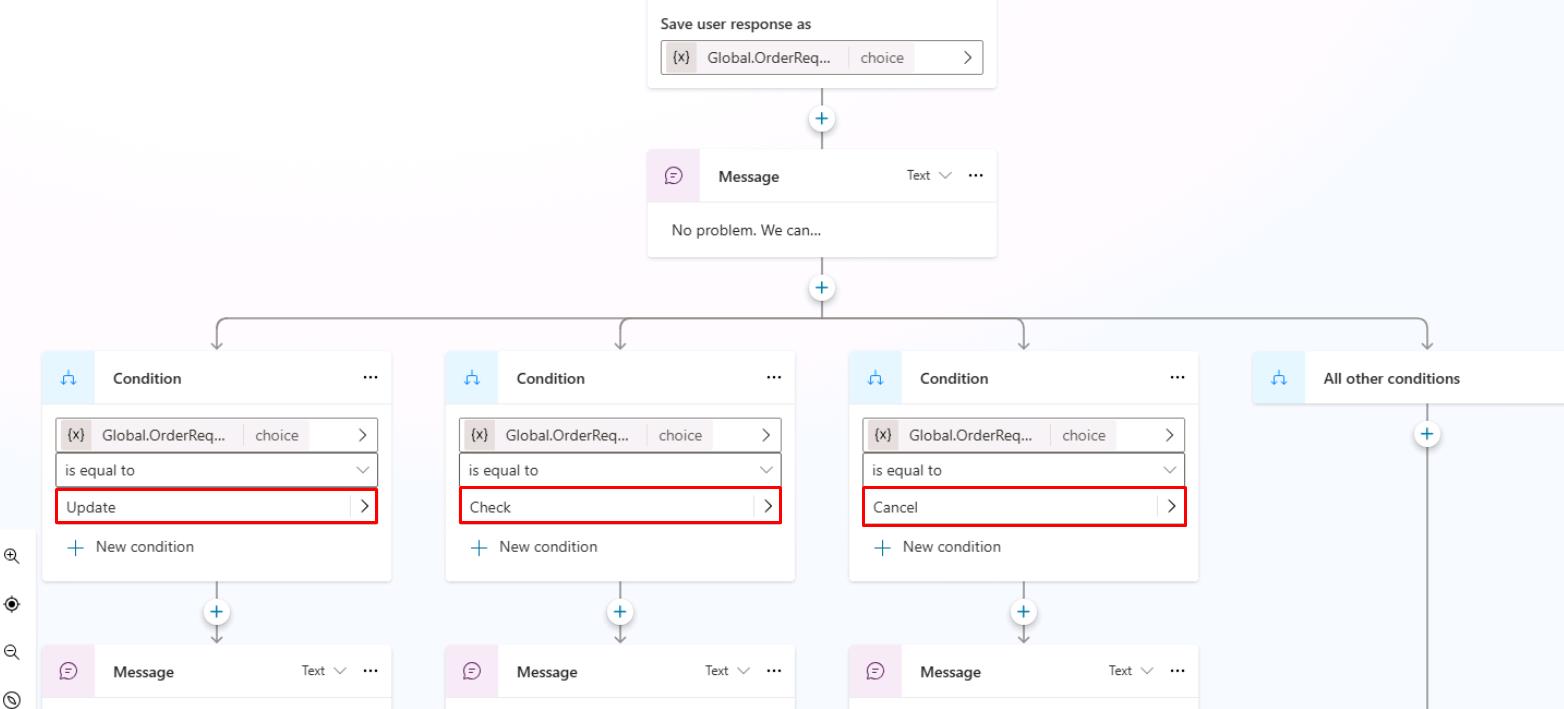 Save user response as
{x} Global.OrderReq... choice
Message Text
No problem. We can...
Condition
{x} Global.OrderReq... choice
is equal to
Update
New condition
Condition
{x} Global.OrderReq... choice
is equal to
Check
New condition
Condition
{x} Global.OrderReq... choice
is equal to
Cancel
New condition
All other conditions
Message Text
Message Text
Message Text